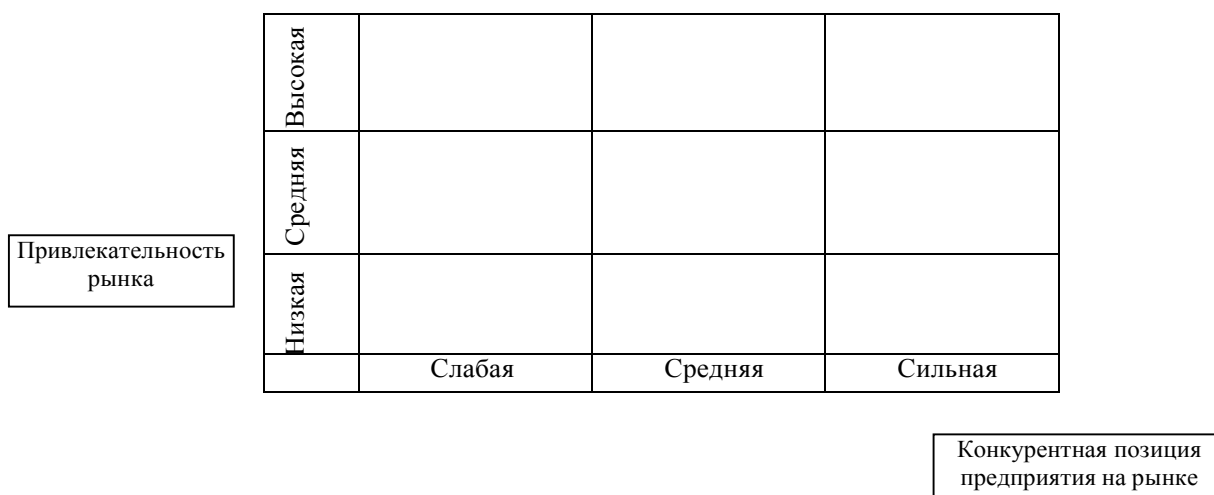 Высокая
Средняя
Привлекательность
рынка
Низкая
Слабая Средняя Сильная
Конкурентная позиция
предприятия на рынке